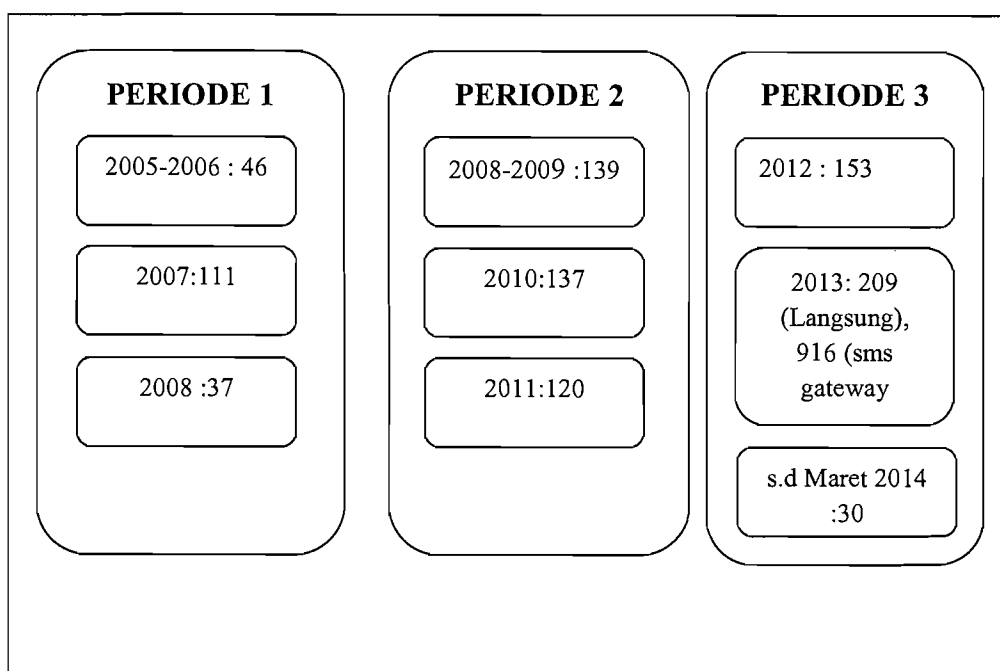 PERIODE 1
2005-2006 : 46
2007:111
2008 :37
PERIODE 2
2008-2009 :139
2010:137
2011:120
PERIODE 3
2012 : 153
2013: 209
(Langsung),
916 (sms
gateway
s.d Maret 2014
:30